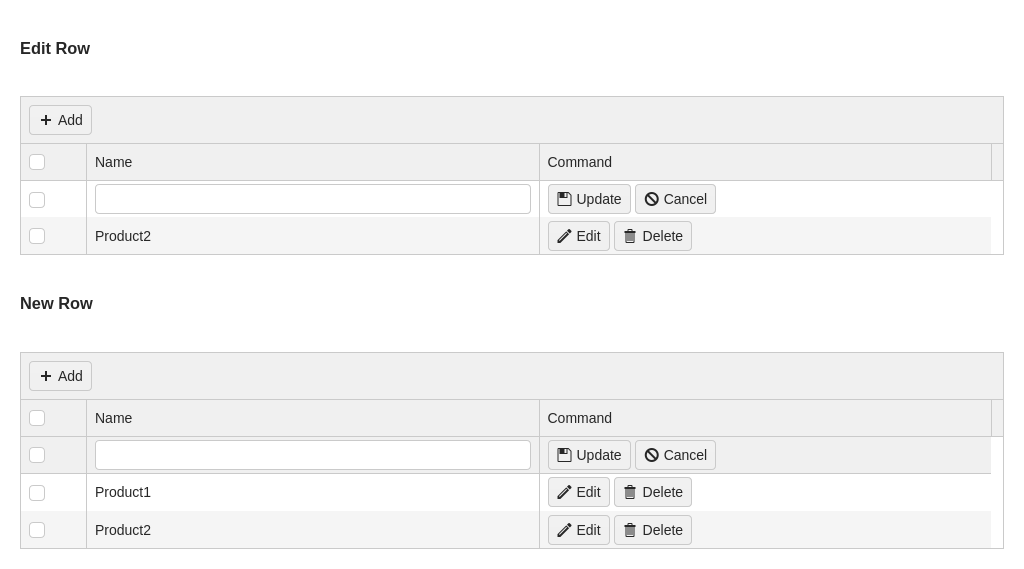 Edit Row
Add
Name Command
Update Cancel
Product2 Edit Delete
New Row
Add
Name Command
Update Cancel
Product1 Edit Delete
Product2 Edit Delete